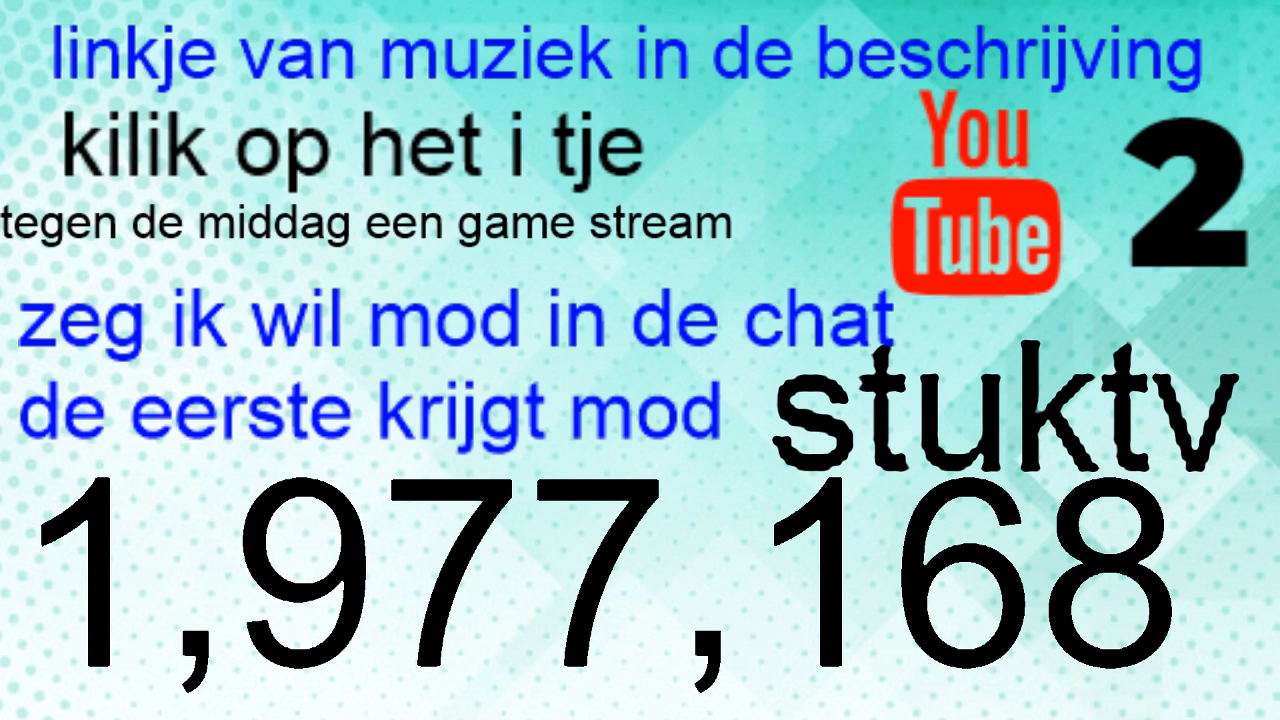 linkje van muziek in de beschrijving
kilik op het i tje
You
Tube
2
tegen de middag een game stream
zeg ik wil mod in de chat
de eerste krijgt mod
stuktv
1,977,168